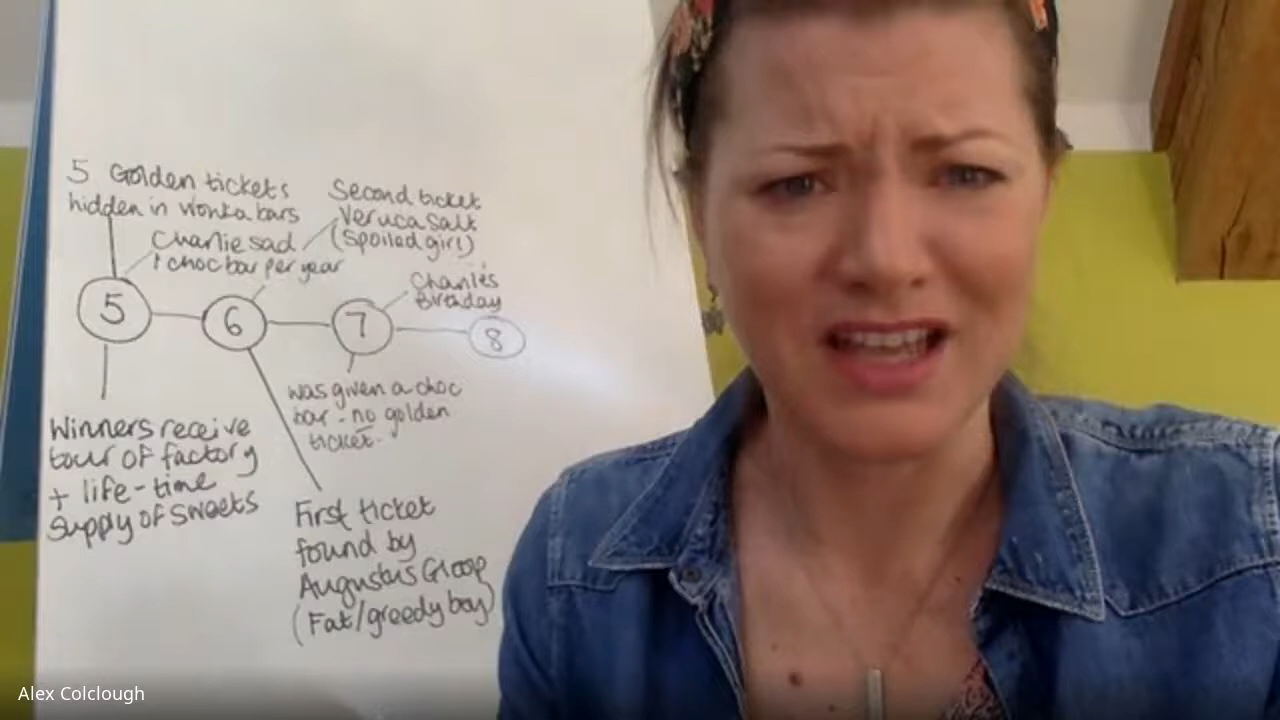 5 Golden tickets
hidden in wonka bars
Charlie sad
1 choc bar per year
Second ticket
Veruca Salt
(Spoiled girl)
Charlie's
Birthday
5
6
7
8
Winners receive
tour of factory
+ life-time
supply of sweets
was given a choc
bar - no golden
ticket.
First ticket
found by
Augustus Gloop
(Fat/greedy boy)
Alex Colclough